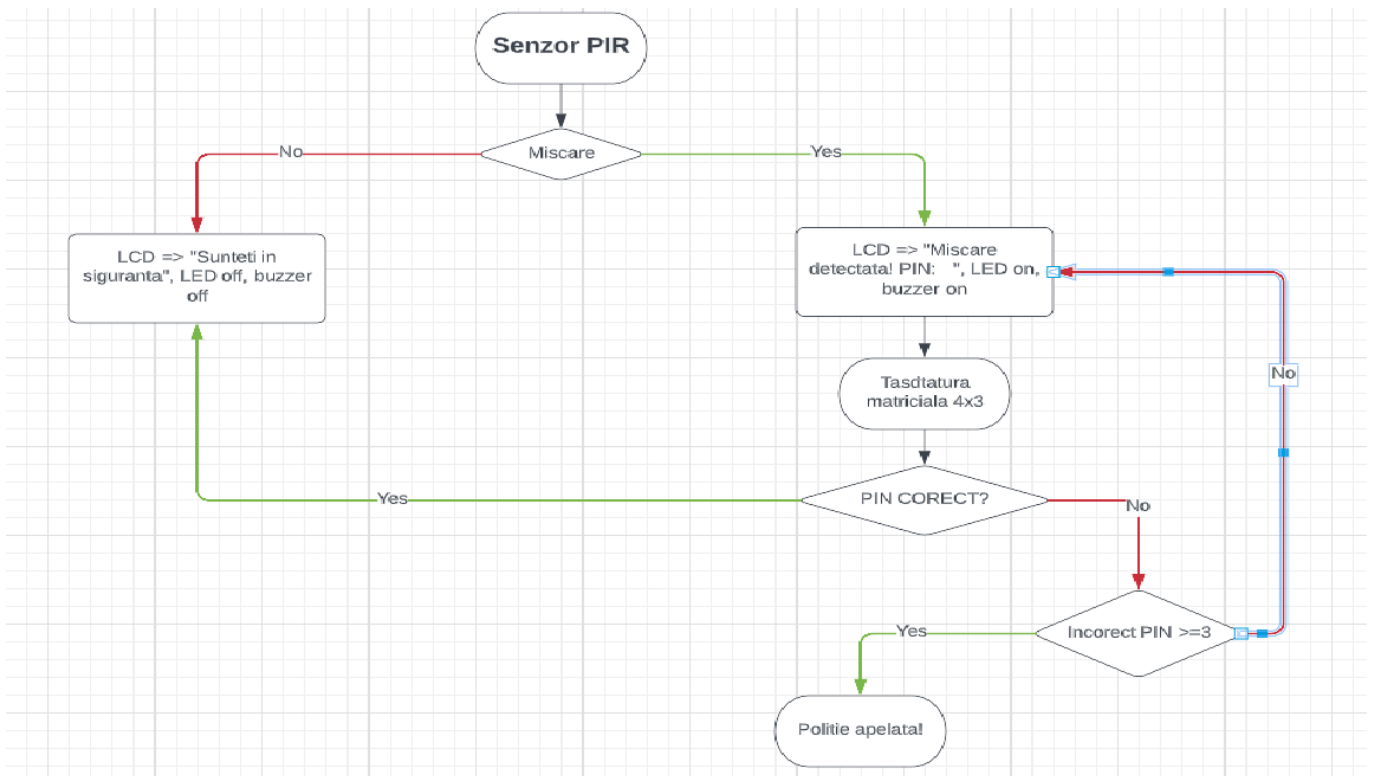 Senzor PIR
Miscare
No
Yes
LCD => "Sunteti in
siguranta", LED off, buzzer
off
LCD => "Miscare
detectata! PIN:   ", LED on,
buzzer on
No
Tasdtatura
matriciala 4x3
Yes
PIN CORECT?
No
Yes
Incorect PIN >=3
Politie apelata!